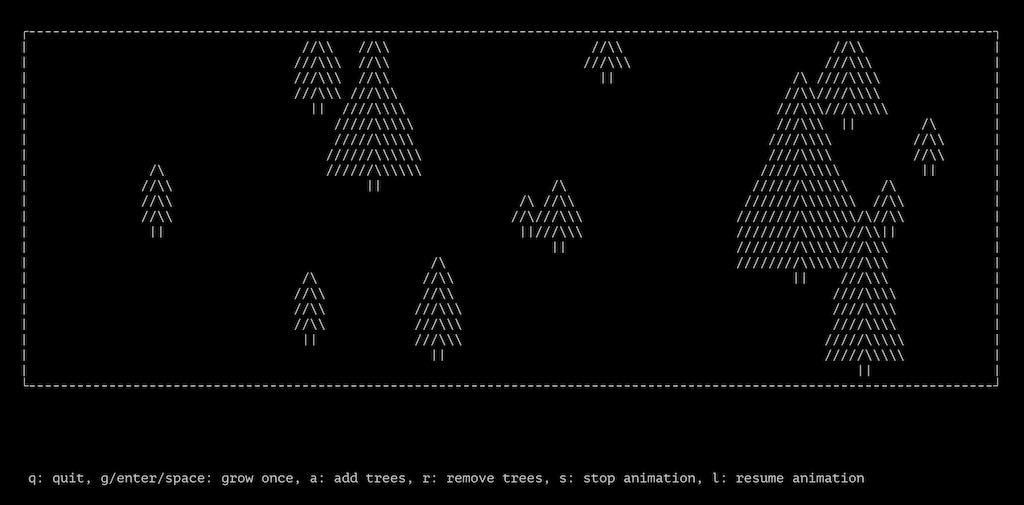 q: quit, g/enter/space: grow once, a: add trees, r: remove trees, s: stop animation, l: resume animation